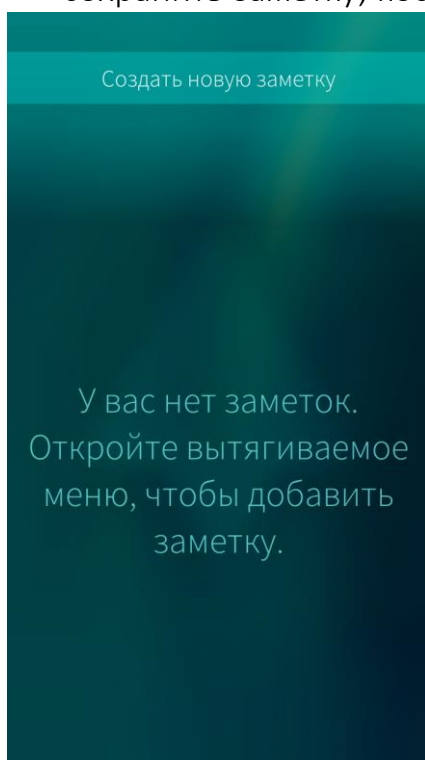 Создать новую заметку
У вас нет заметок.
Откройте вытягиваемое
меню, чтобы добавить
заметку.